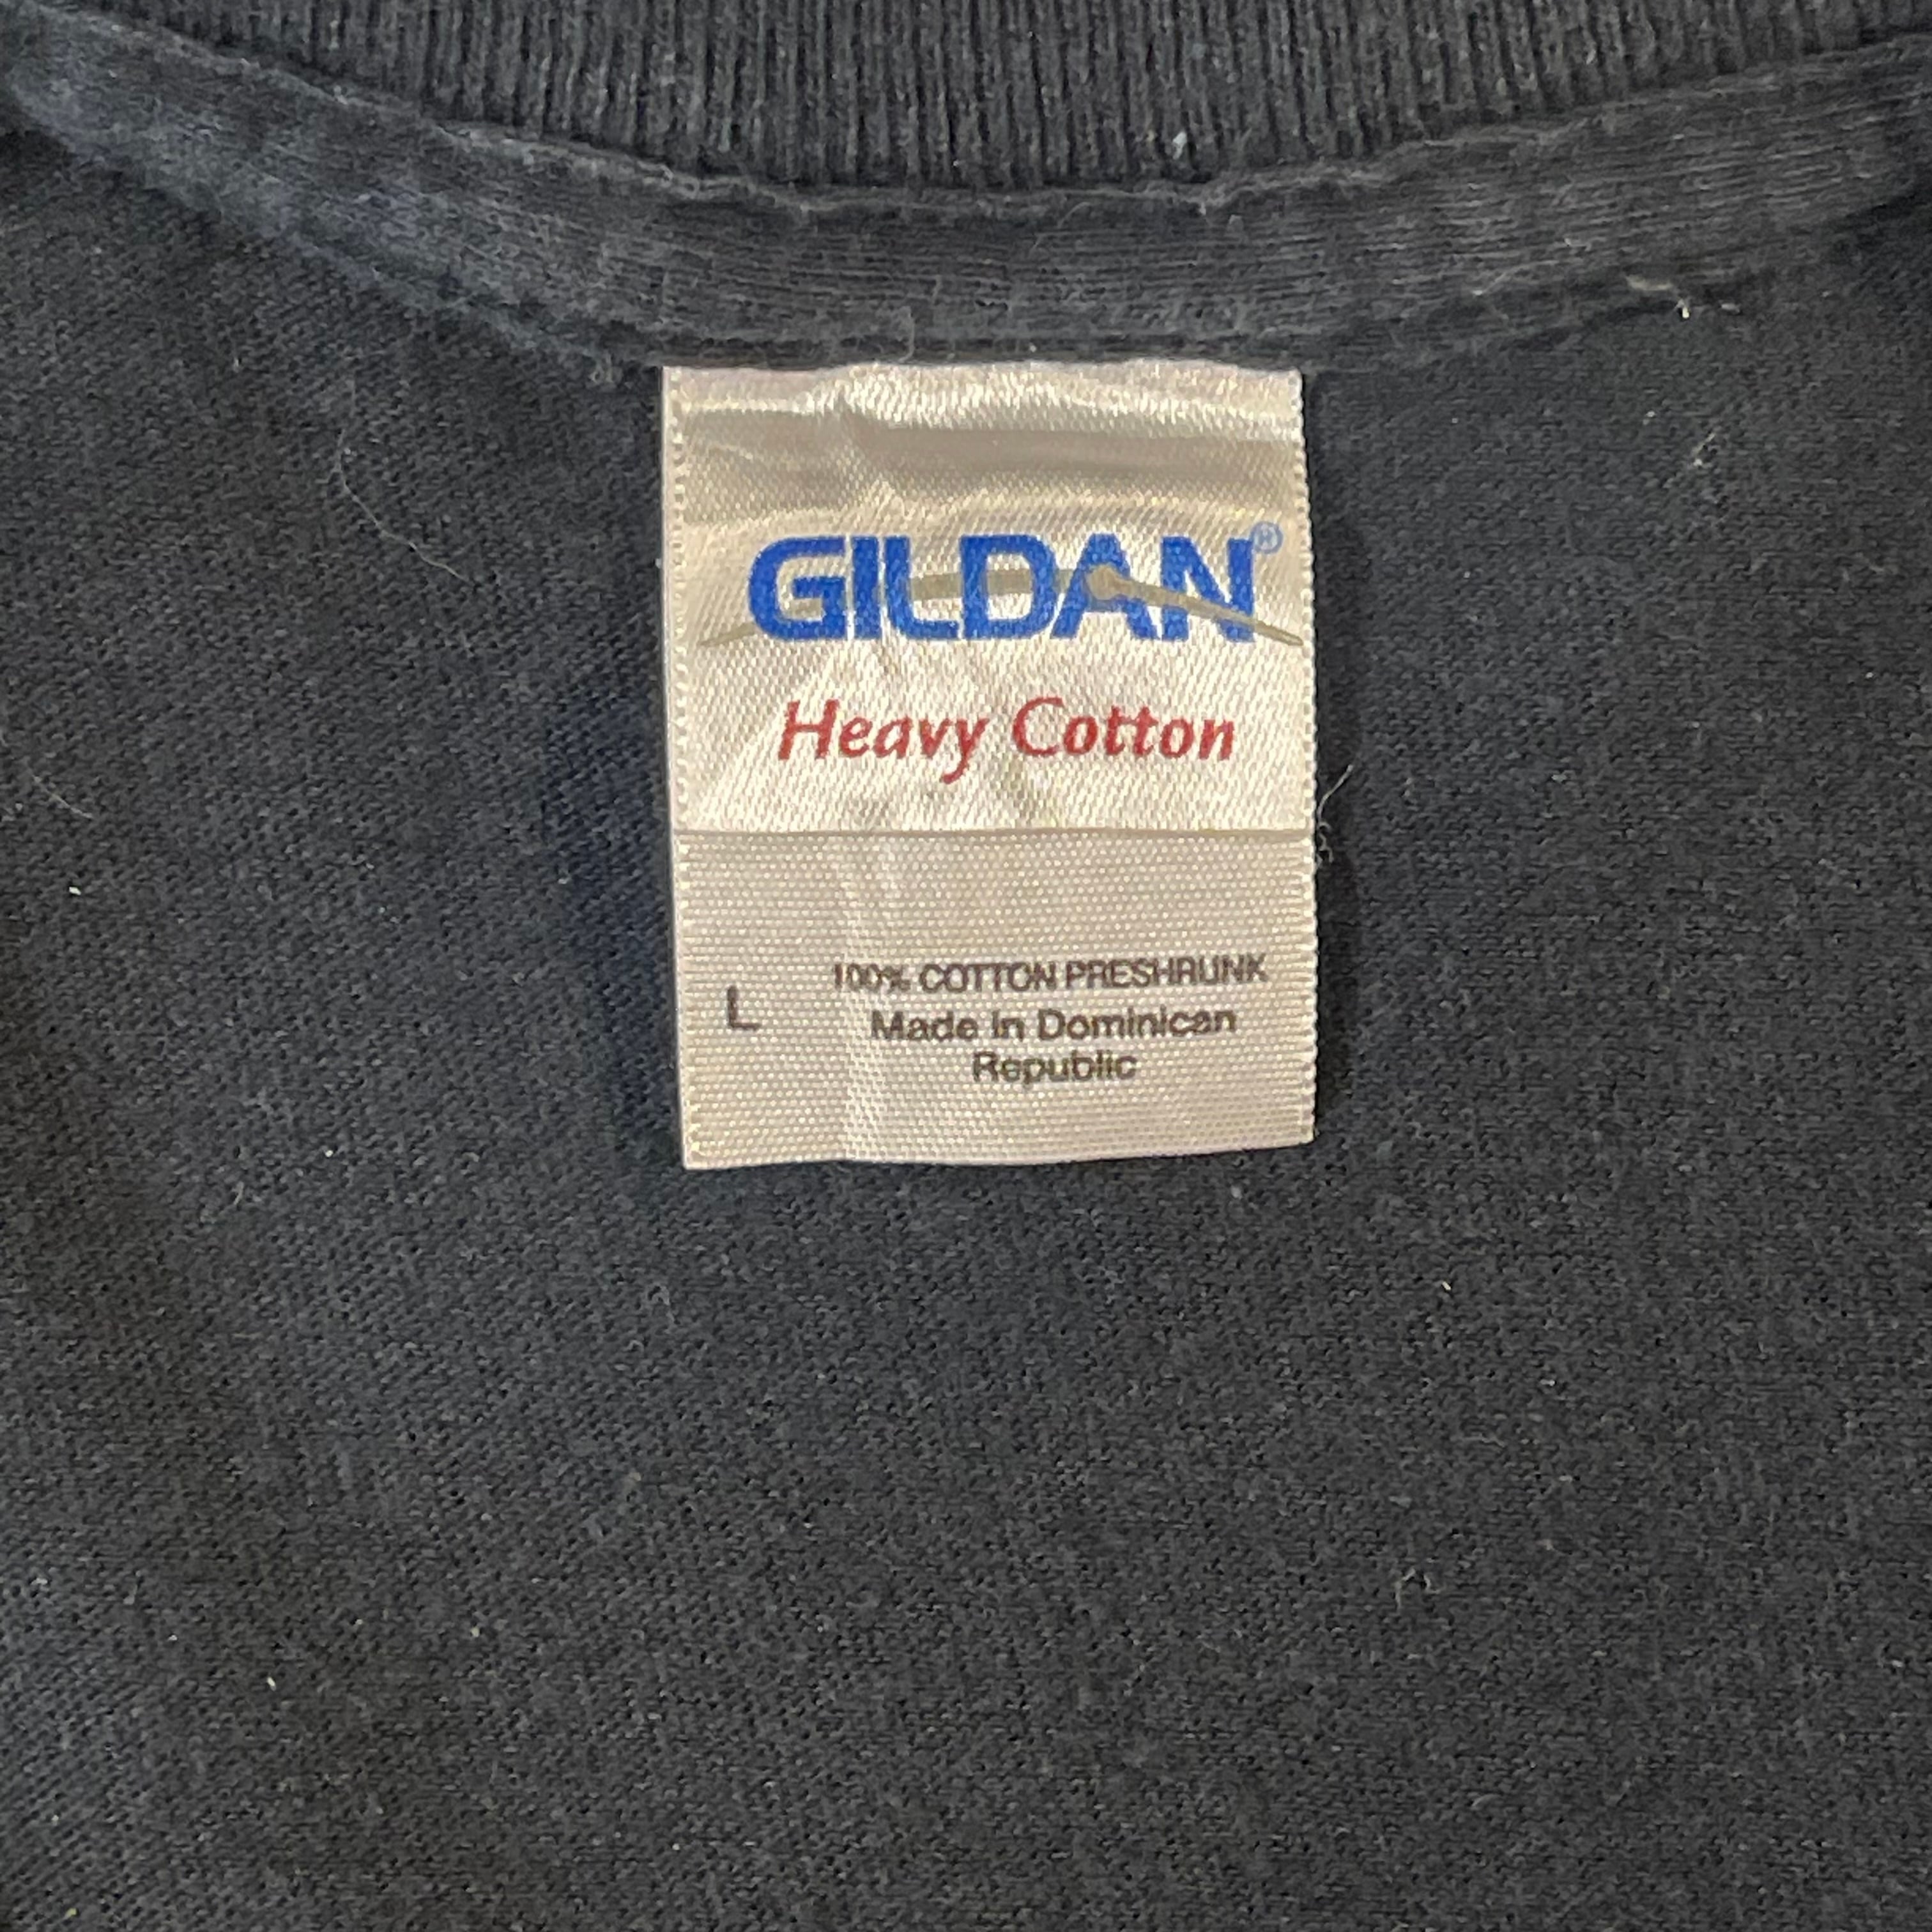 GILDAN®
Heavy Cotton
100% COTTON PRESHRUNK
L
Made in Dominican
Republic